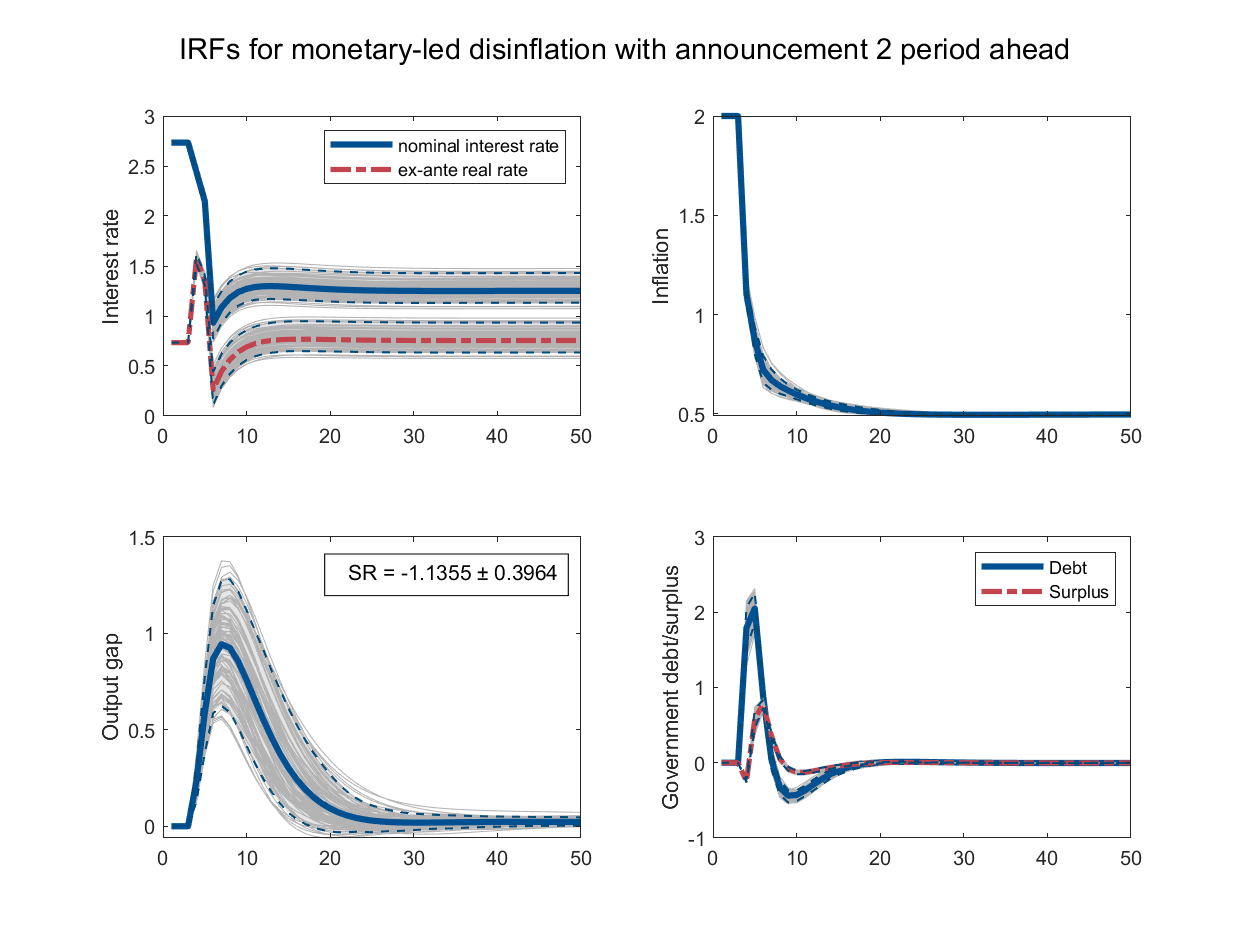 IRFs for monetary-led disinflation with announcement 2 period ahead
3
2.5
2
1.5
1
0.5
0
Interest rate
nominal interest rate
ex-ante real rate
0 10 20 30 40 50
2
1.5
1
0.5
Inflation
0 10 20 30 40 50
1.5
1
0.5
0
Output gap
SR = -1.1355 ± 0.3964
0 10 20 30 40 50
3
2
1
0
-1
Government debt/surplus
Debt
Surplus
0 10 20 30 40 50